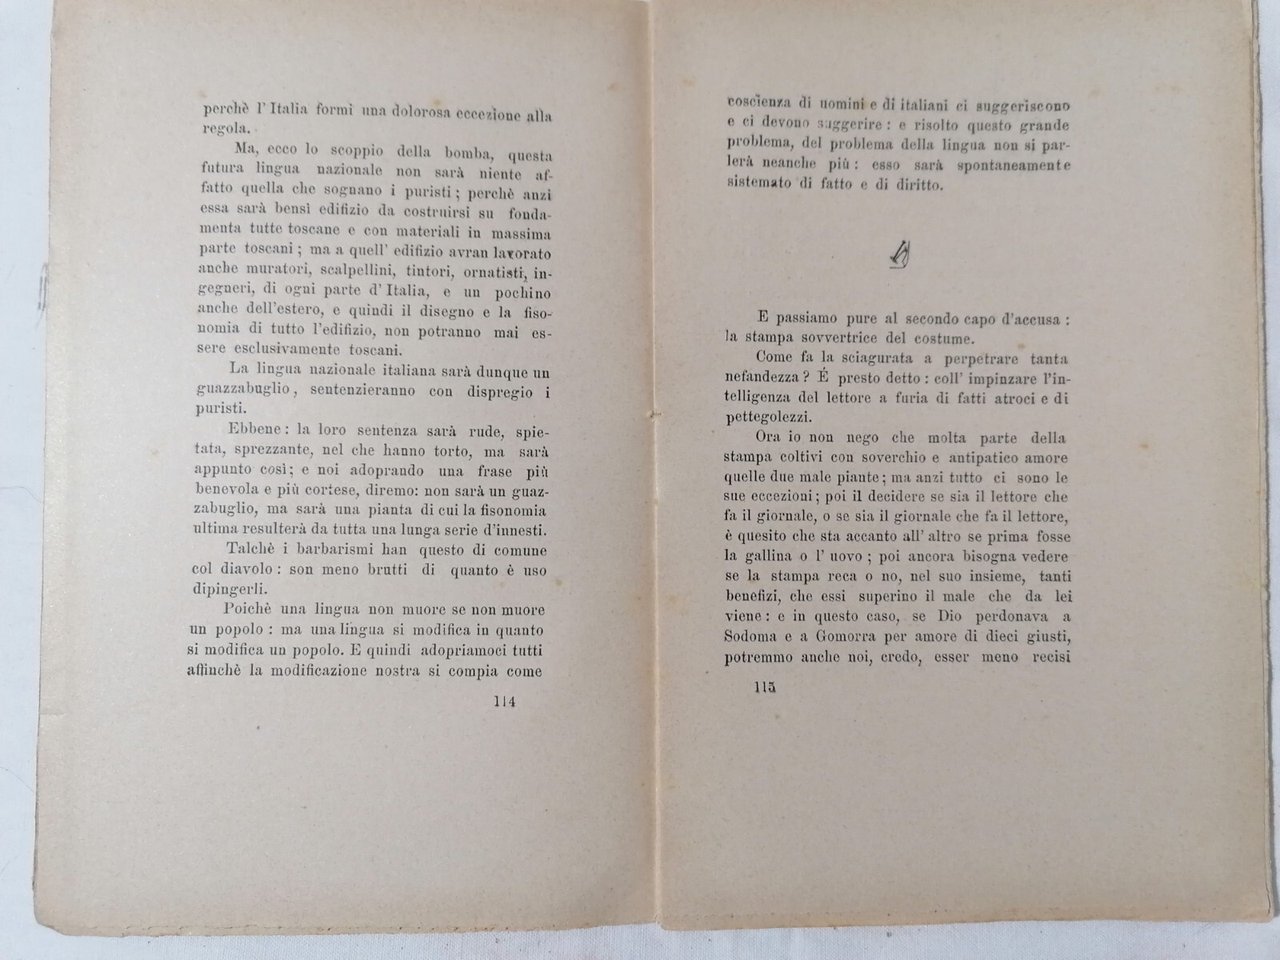 perchè l'Italia formi una dolorosa eccezione alla
regola.
Ma, ecco lo scoppio della bomba, questa
futura lingua nazionale non sarà niente af-
fatto quella che sognano i puristi ; perchè anzi
essa sarà bensì edifizio da costruirsi su fonda-
menta tutte toscane e con materiali in massima
parte toscani ; ma a quell' edifizio avran lavorato
anche muratori, scalpellini, tintori, ornatisti, in-
gegneri, di ogni parte d'Italia, e un pochino
anche dell'estero, e quindi il disegno e la fiso-
nomia di tutto l'edifizio, non potranno mai es-
sere esclusivamente toscani.
La lingua nazionale italiana sarà dunque un
guazzabuglio, sentenzieranno con dispregio i
puristi.
Ebbene : la loro sentenza sarà rude, spie-
tata, sprezzante, nel che hanno torto, ma sarà
appunto così; e noi adoprando una frase più
benevola e più cortese, diremo: non sarà un guaz-
zabuglio, ma sarà una pianta di cui la fisonomia
ultima resulterà da tutta una lunga serie d'innesti.
Talchè i barbarismi han questo di comune
col diavolo : son meno brutti di quanto è uso
dipingerli.
Poichè una lingua non muore se non muore
un popolo : ma una lingua si modifica in quanto
si modifica un popolo. E quindi adopriamoci tutti
affinchè la modificazione nostra si compia come
114
coscienza di uomini e di italiani ci suggeriscono
e ci devono suggerire : e risolto questo grande
problema, del problema della lingua non si par-
lerà neanche più : esso sarà spontaneamente
sistemato di fatto e di diritto.
E passiamo pure al secondo capo d'accusa :
la stampa sovvertrice del costume.
Come fa la sciagurata a perpetrare tanta
nefandezza ? É presto detto : coll' impinzare l'in-
telligenza del lettore a furia di fatti atroci e di
pettegolezzi.
Ora io non nego che molta parte della
stampa coltivi con soverchio e antipatico amore
quelle due male piante ; ma anzi tutto ci sono le
sue eccezioni ; poi il decidere se sia il lettore che
fa il giornale, o se sia il giornale che fa il lettore,
è quesito che sta accanto all' altro se prima fosse
la gallina o l' uovo ; poi ancora bisogna vedere
se la stampa reca o no, nel suo insieme, tanti
benefizi, che essi superino il male che da lei
viene : e in questo caso, se Dio perdonava a
Sodoma e a Gomorra per amore di dieci giusti,
potremmo anche noi, credo, esser meno recisi
115